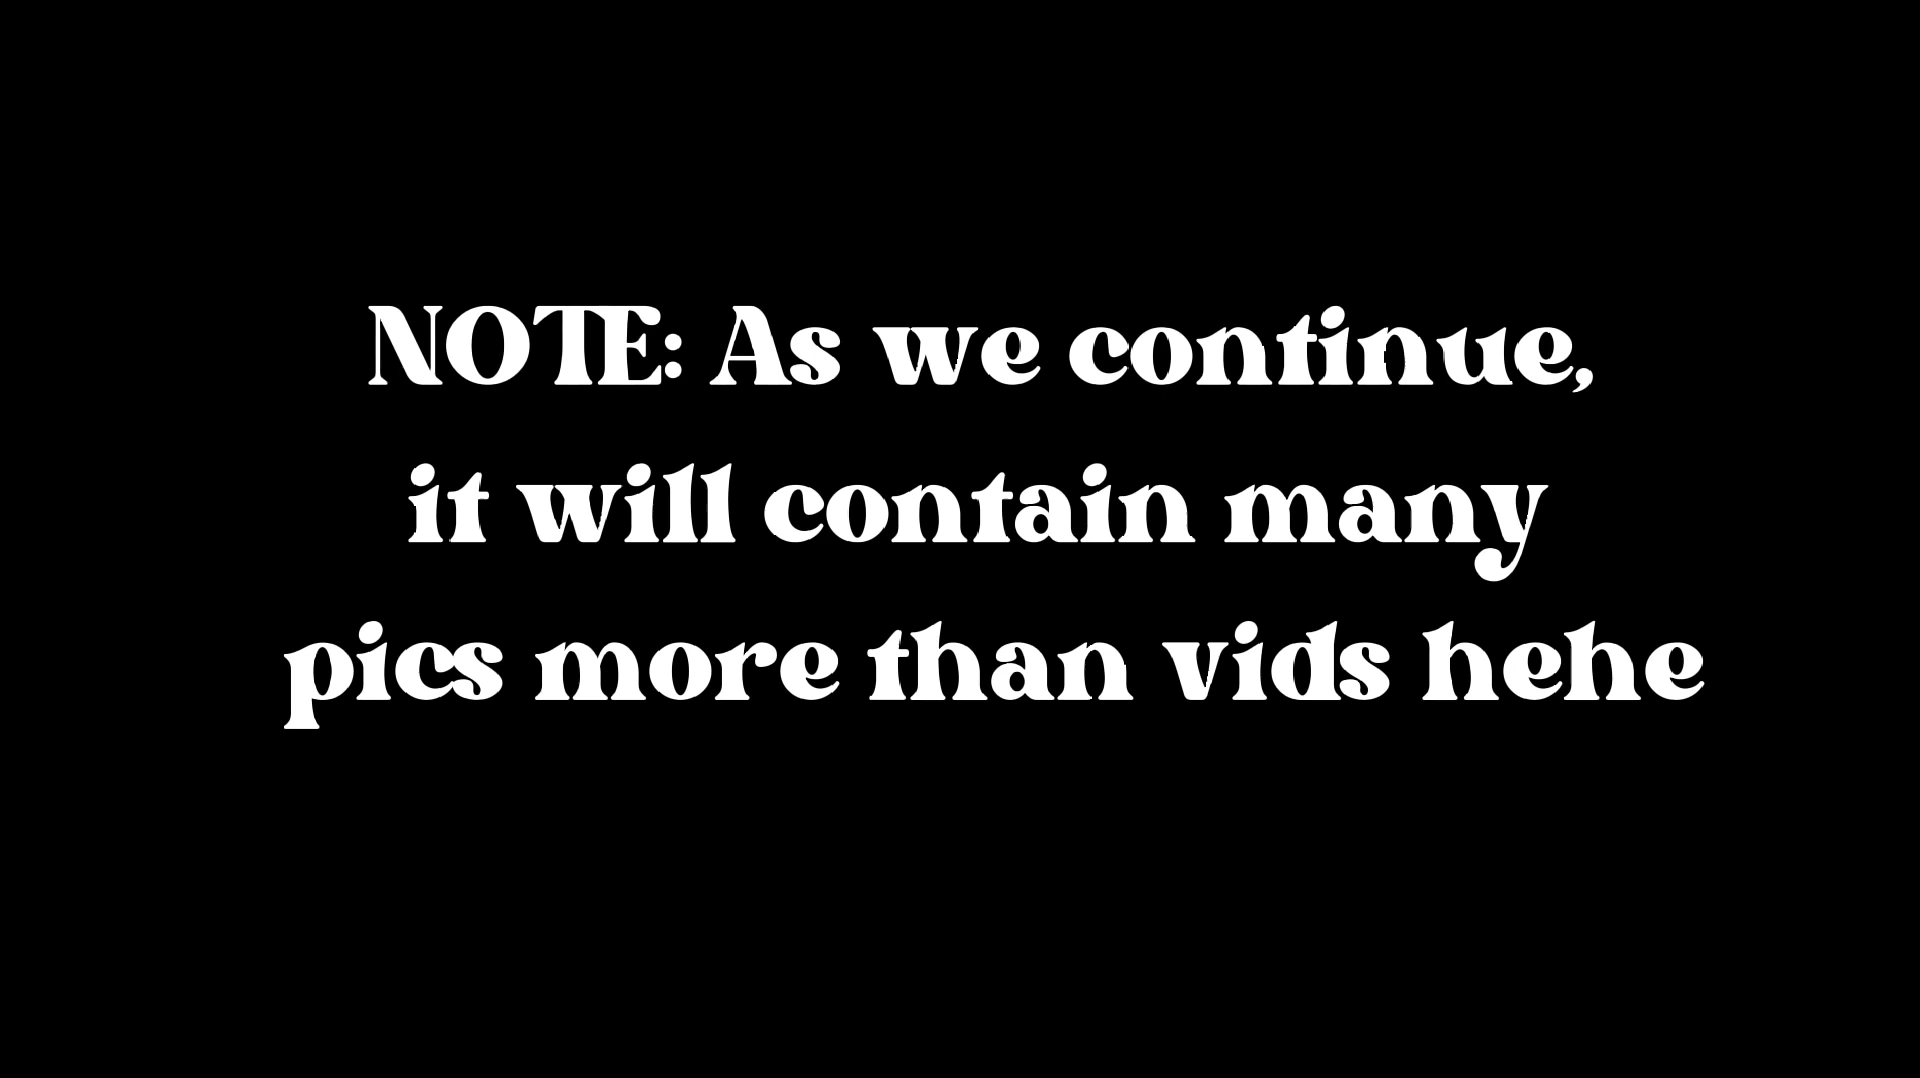 NOTE: As we continue,
it will contain many
pics more than vids hehe